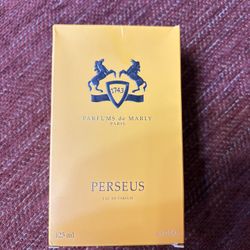 1743
PARFUMS de MARLY
PARIS
PERSEUS
EAU DE PARFUM
125 ml